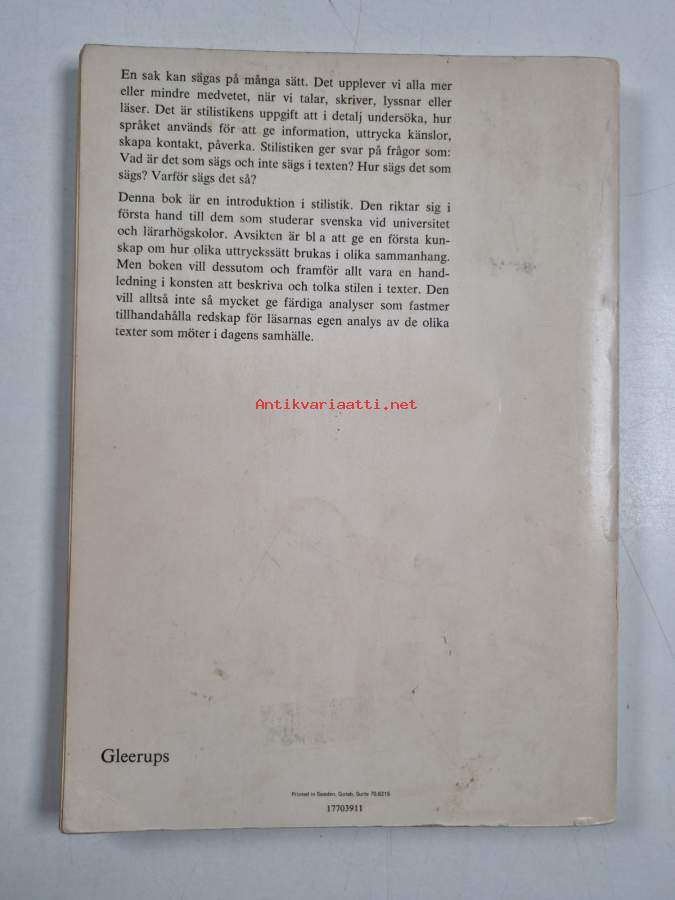 En sak kan sägas på många sätt. Det upplever vi alla mer
eller mindre medvetet, när vi talar, skriver, lyssnar eller
läser. Det är stilistikens uppgift att i detalj undersöka, hur
språket används för att ge information, uttrycka känslor,
skapa kontakt, påverka. Stilistiken ger svar på frågor som:
Vad är det som sägs och inte sägs i texten? Hur sägs det som
sägs? Varför sägs det så?
Denna bok är en introduktion i stilistik. Den riktar sig i
första hand till dem som studerar svenska vid universitet
och lärarhögskolor. Avsikten är bl a att ge en första kun-
skap om hur olika uttryckssätt brukas i olika sammanhang.
Men boken vill dessutom och framför allt vara en hand-
ledning i konsten att beskriva och tolka stilen i texter. Den
vill alltså inte så mycket ge färdiga analyser som fastmer
tillhandahålla redskap för läsarnas egen analys av de olika
texter som möter i dagens samhälle.
Antikvariaatti.net
Gleerups
Printed in Sweden, Gotab, Surte
17703911